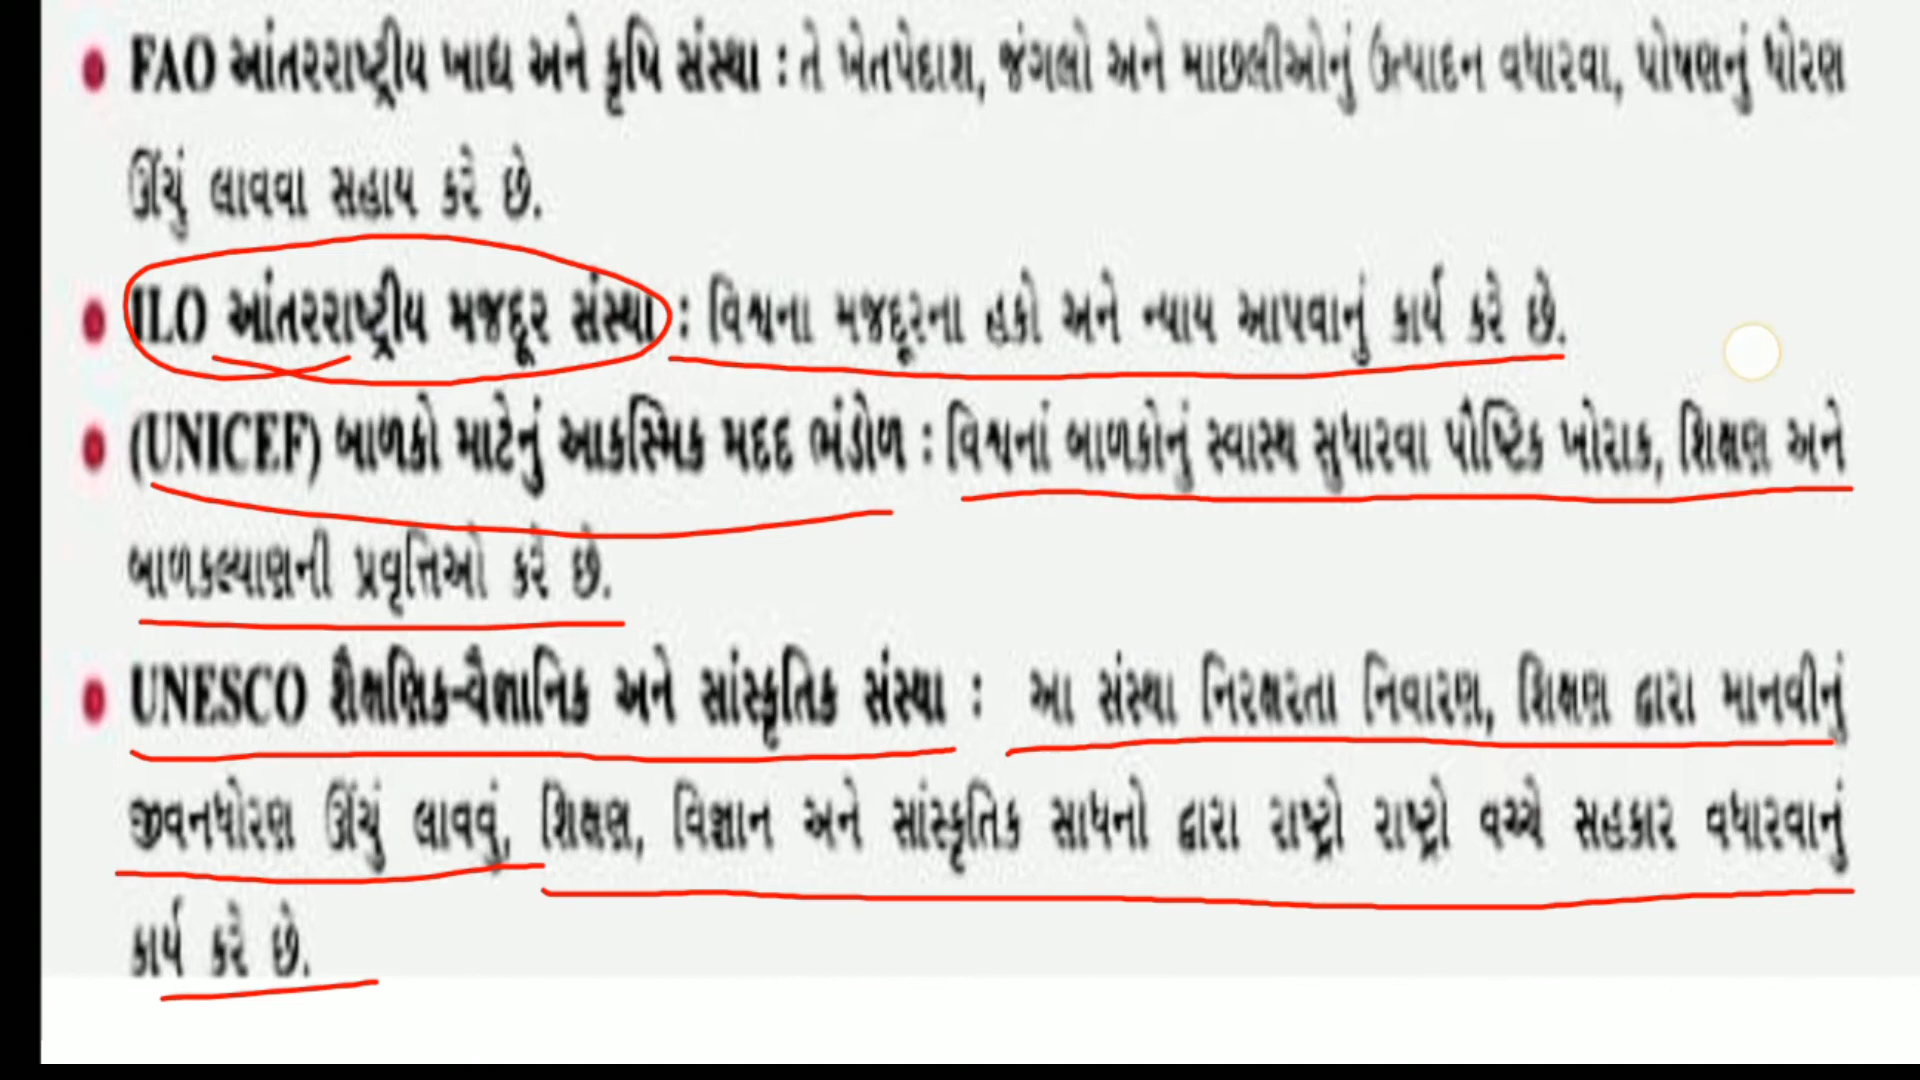 • FAO આંતરરાષ્ટ્રીય ખાદ્ય અને કૃષિ સંસ્થા : તે ખેતપેદાશ, જંગલો અને માછલીઓનું ઉત્પાદન વધારવા, પોષણનું ધોરણ
ઊંચું લાવવા સહાય કરે છે.
• ILO આંતરરાષ્ટ્રીય મજદૂર સંસ્થા : વિશ્વના મજદૂરના હકો અને ન્યાય આપવાનું કાર્ય કરે છે.
• (UNICEF) બાળકો માટેનું આકસ્મિક મદદ ભંડોળ : વિશ્વનાં બાળકોનું સ્વાસ્થ સુધારવા પૌષ્ટિક ખોરાક, શિક્ષણ અને
બાળકલ્યાણની પ્રવૃત્તિઓ કરે છે.
• UNESCO શૈક્ષણિક-વૈજ્ઞાનિક અને સાંસ્કૃતિક સંસ્થા : આ સંસ્થા નિરક્ષરતા નિવારણ, શિક્ષણ દ્વારા માનવીનું
જીવનધોરણ ઊંચું લાવવું, શિક્ષણ, વિજ્ઞાન અને સાંસ્કૃતિક સાધનો દ્વારા રાષ્ટ્રો રાષ્ટ્રો વચ્ચે સહકાર વધારવાનું
કાર્ય કરે છે.